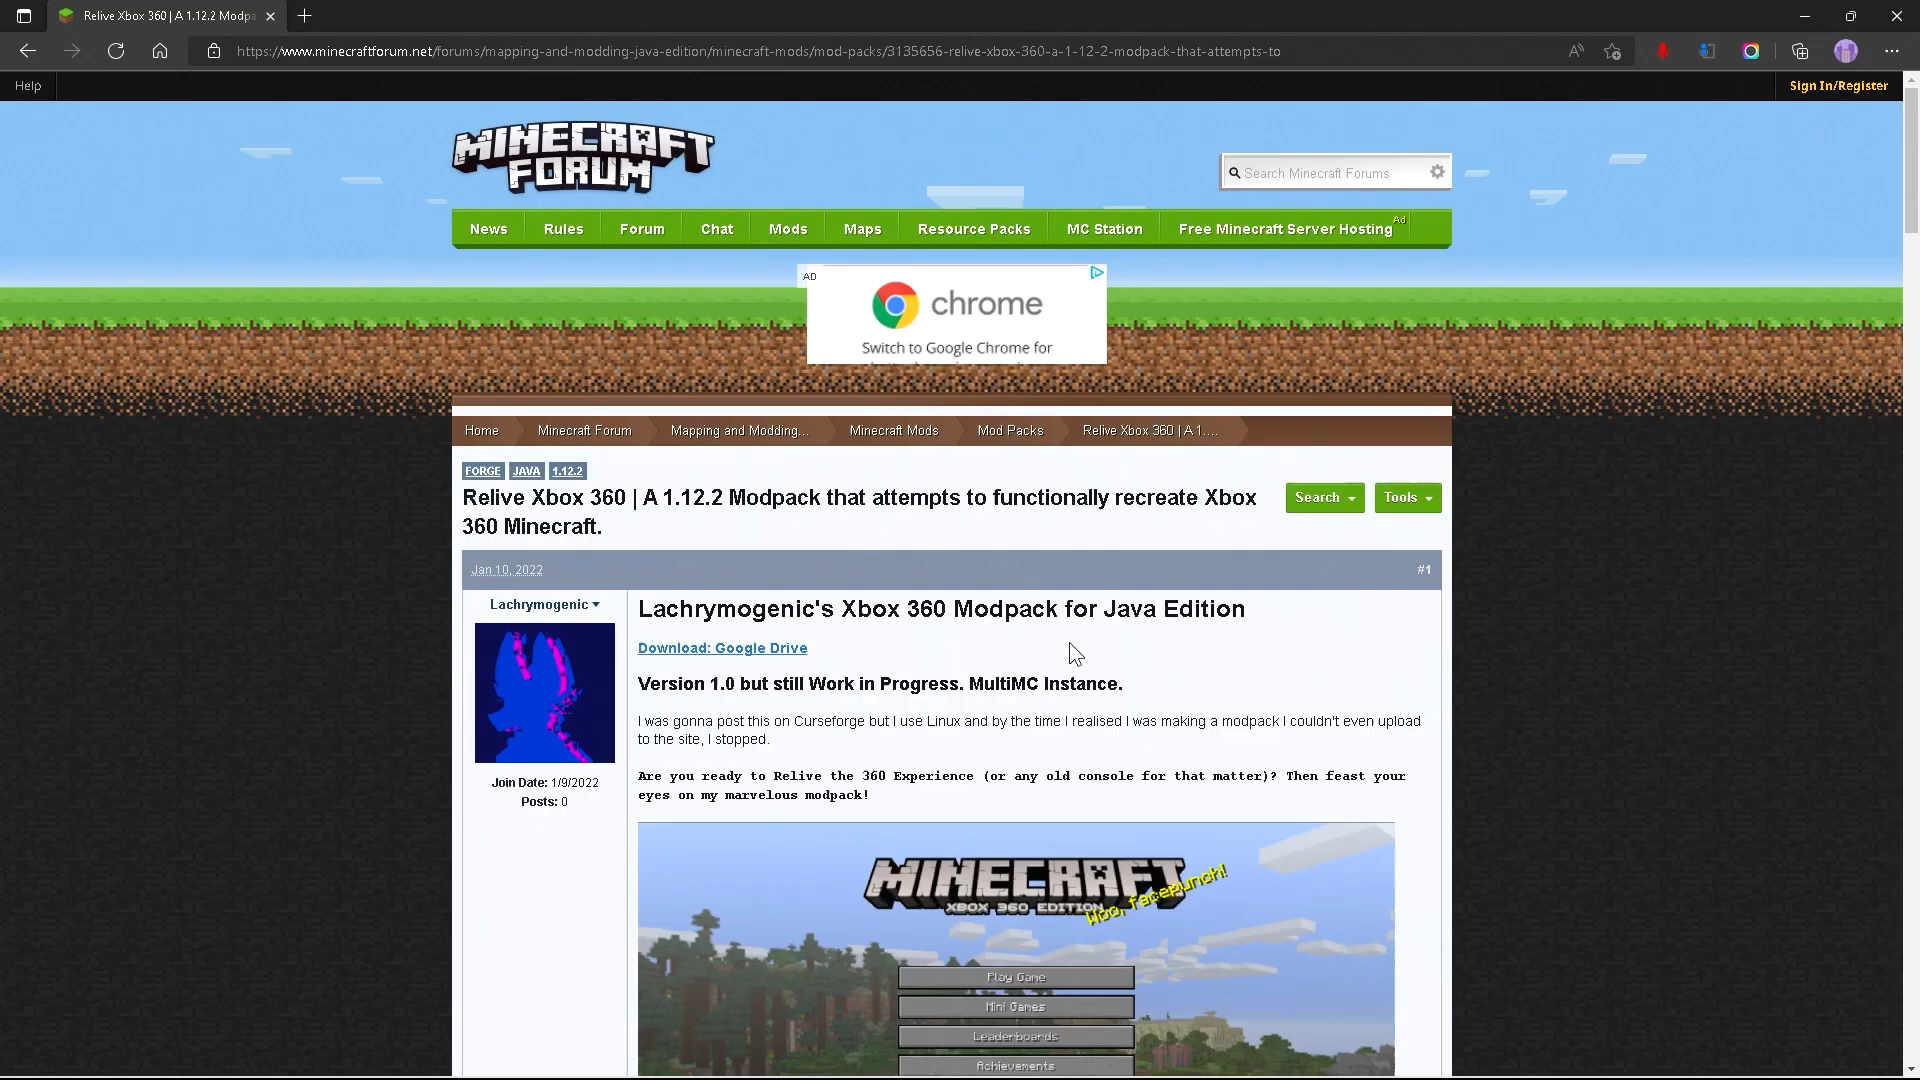 Relive Xbox 360 | A 1.12.2 Modpa
https://www.minecraftforum.net/forums/mapping-and-modding-java-edition/minecraft-mods/mod-packs/3135656-relive-xbox-360-a-1-12-2-modpack-that-attempts-to
Help
Sign In/Register
MINECRAFT
FORUM
Search Minecraft Forums
News Rules Forum Chat Mods Maps Resource Packs MC Station Free Minecraft Server Hosting Ad
AD
chrome
Switch to Google Chrome for
Home Minecraft Forum Mapping and Modding... Minecraft Mods Mod Packs Relive Xbox 360 | A 1....
FORGE JAVA 1.12.2
Relive Xbox 360 | A 1.12.2 Modpack that attempts to functionally recreate Xbox
360 Minecraft.
Search Tools
Jan 10, 2022
#1
Lachrymogenic
Join Date: 1/9/2022
Posts: 0
Lachrymogenic's Xbox 360 Modpack for Java Edition
Download: Google Drive
Version 1.0 but still Work in Progress. MultiMC Instance.
I was gonna post this on Curseforge but I use Linux and by the time I realised I was making a modpack I couldn't even upload
to the site, I stopped.
Are you ready to Relive the 360 Experience (or any old console for that matter)? Then feast your
eyes on my marvelous modpack!
MINECRAFT
XBOX 360 EDITION
Woo, facepunch!
Play Game
Mini Games
Leaderboards
Achievements